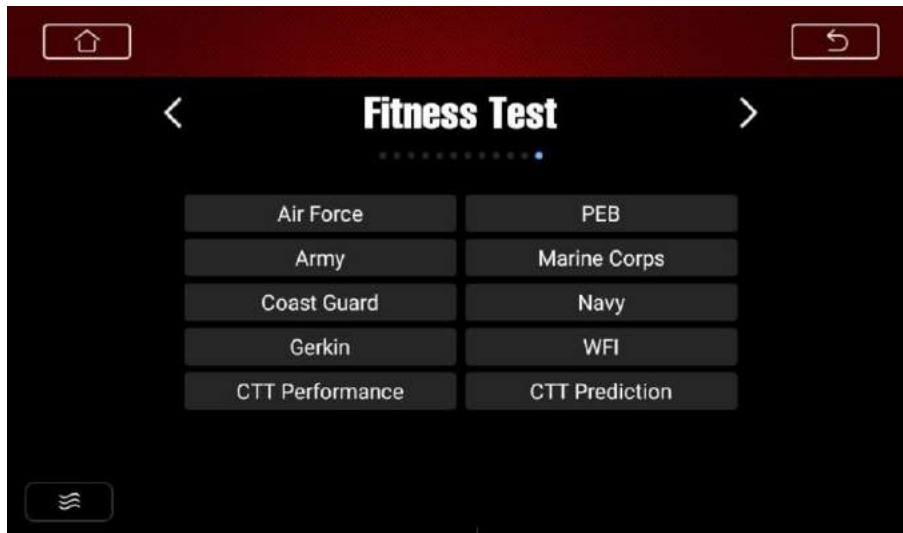 Fitness Test
Air Force PEB
Army Marine Corps
Coast Guard Navy
Gerkin WFI
CTT Performance CTT Prediction